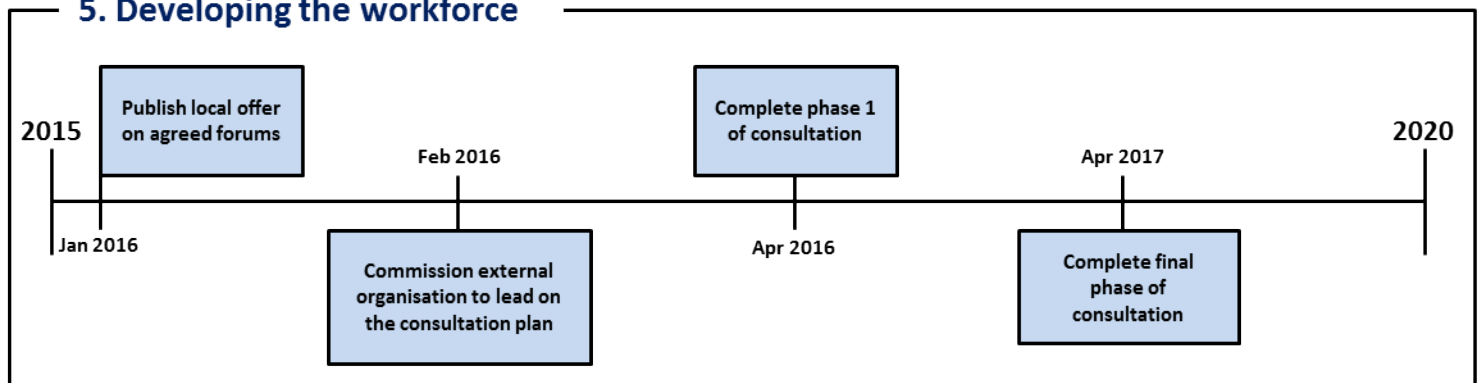 5. Developing the workforce
2015
Publish local offer
on agreed forums
Jan 2016
Feb 2016
Commission external
organisation to lead on
the consultation plan
Complete phase 1
of consultation
Apr 2016
Apr 2017
Complete final
phase of
consultation
2020